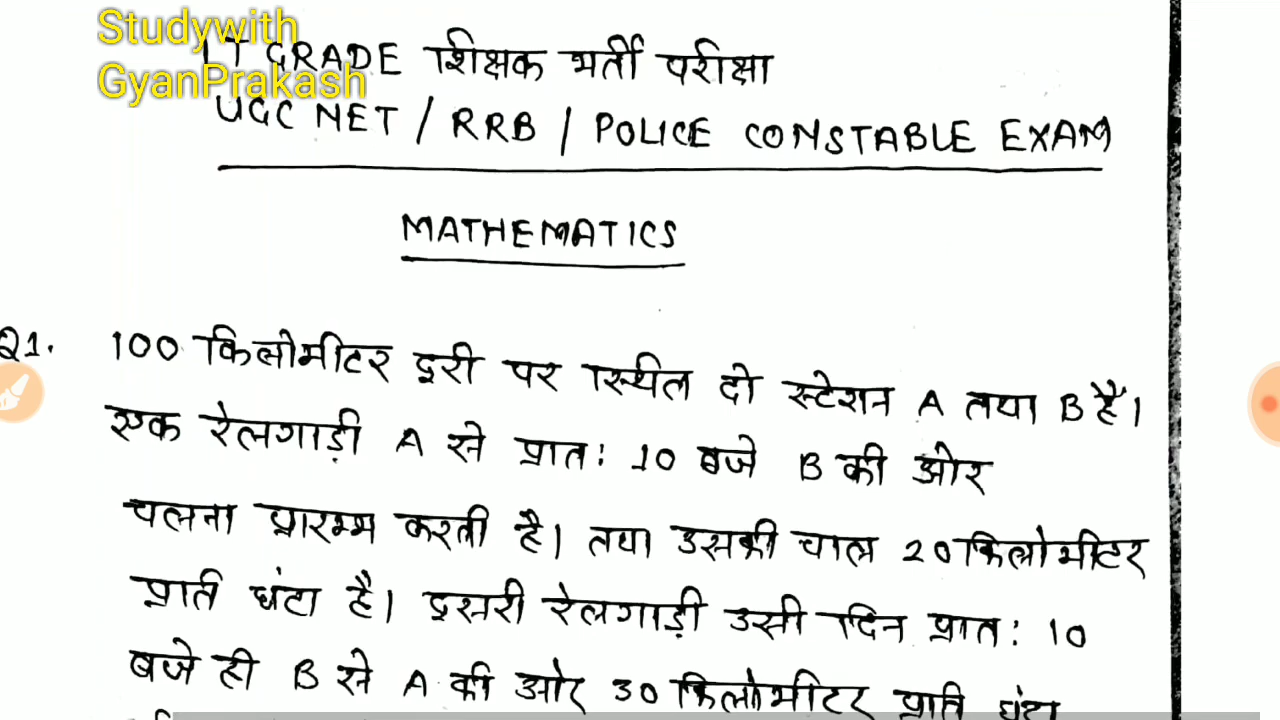 Studywith
GyanPrakash
LT GRADE शिक्षक भर्ती परीक्षा
UGC NET / RRB / POLICE CONSTABLE EXAM
MATHEMATICS
Q1. 100 किलोमीटर दूरी पर स्थित दो स्टेशन A तथा B हैं।
एक रेलगाड़ी A से प्रात: 10 बजे B की ओर
चलना प्रारम्भ करती है। तथा उसकी चाल 20 किलोमीटर
प्रति घंटा है। दूसरी रेलगाड़ी उसी दिन प्रात: 10
बजे ही B से A की ओर 30 किलोमीटर प्रति घंटा